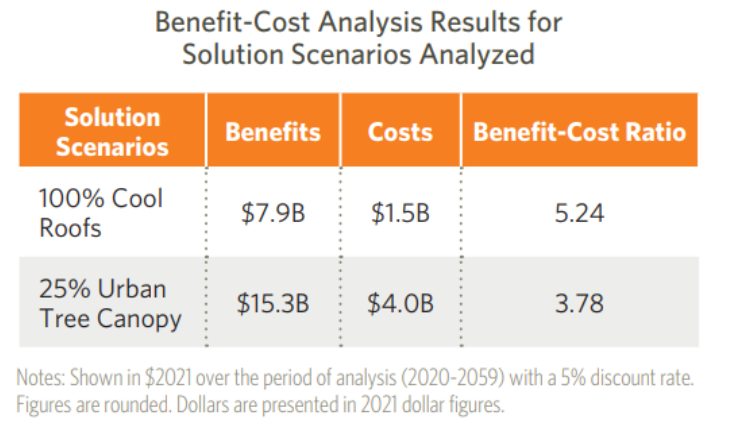 Benefit-Cost Analysis Results for
Solution Scenarios Analyzed
Solution
Scenarios
Benefits
Costs
Benefit-Cost Ratio
100% Cool
Roofs
$7.9B
$1.5B
5.24
25% Urban
Tree Canopy
$15.3B
$4.0B
3.78
Notes: Shown in $2021 over the period of analysis (2020-2059) with a 5% discount rate.
Figures are rounded. Dollars are presented in 2021 dollar figures.